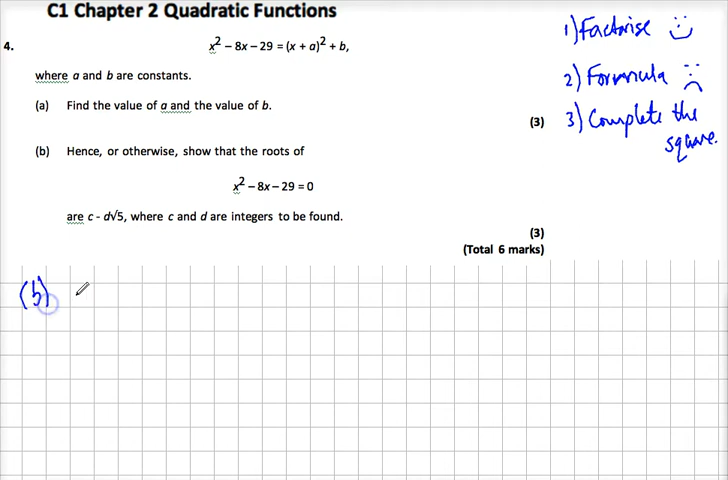 C1 Chapter 2 Quadratic Functions
4.
x² – 8x – 29 = (x + a)² + b,
where a and b are constants.
(a) Find the value of a and the value of b.
(3)
(b) Hence, or otherwise, show that the roots of
x² – 8x – 29 = 0
are c - d√5, where c and d are integers to be found.
(3)
(Total 6 marks)
1) Factorise
2) Formula
3) Complete the
square.
(b)